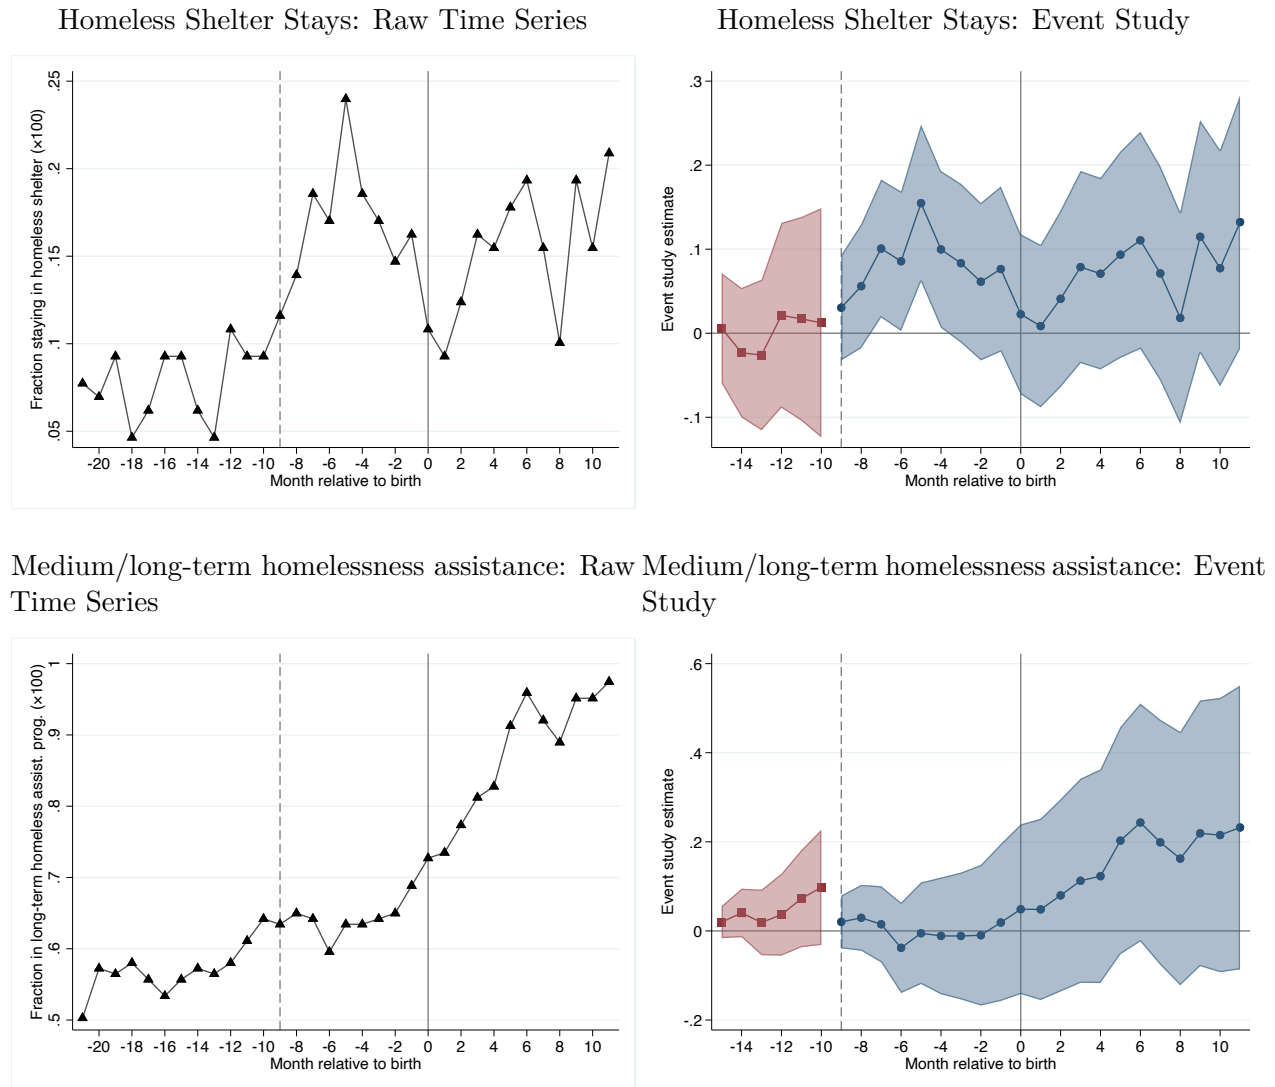 Homeless Shelter Stays: Raw Time Series
Fraction staying in homeless shelter (×100)
.25
.2
.15
.1
.05
-20 -18 -16 -14 -12 -10 -8 -6 -4 -2 0 2 4 6 8 10
Month relative to birth
Homeless Shelter Stays: Event Study
Event study estimate
.3
.2
.1
0
-.1
-14 -12 -10 -8 -6 -4 -2 0 2 4 6 8 10
Month relative to birth
Medium/long-term homelessness assistance: Raw
Time Series
Fraction in long-term homeless assist. prog. (×100)
1
.9
.8
.7
.6
.5
-20 -18 -16 -14 -12 -10 -8 -6 -4 -2 0 2 4 6 8 10
Month relative to birth
Medium/long-term homelessness assistance: Event
Study
Event study estimate
.6
.4
.2
0
-.2
-14 -12 -10 -8 -6 -4 -2 0 2 4 6 8 10
Month relative to birth